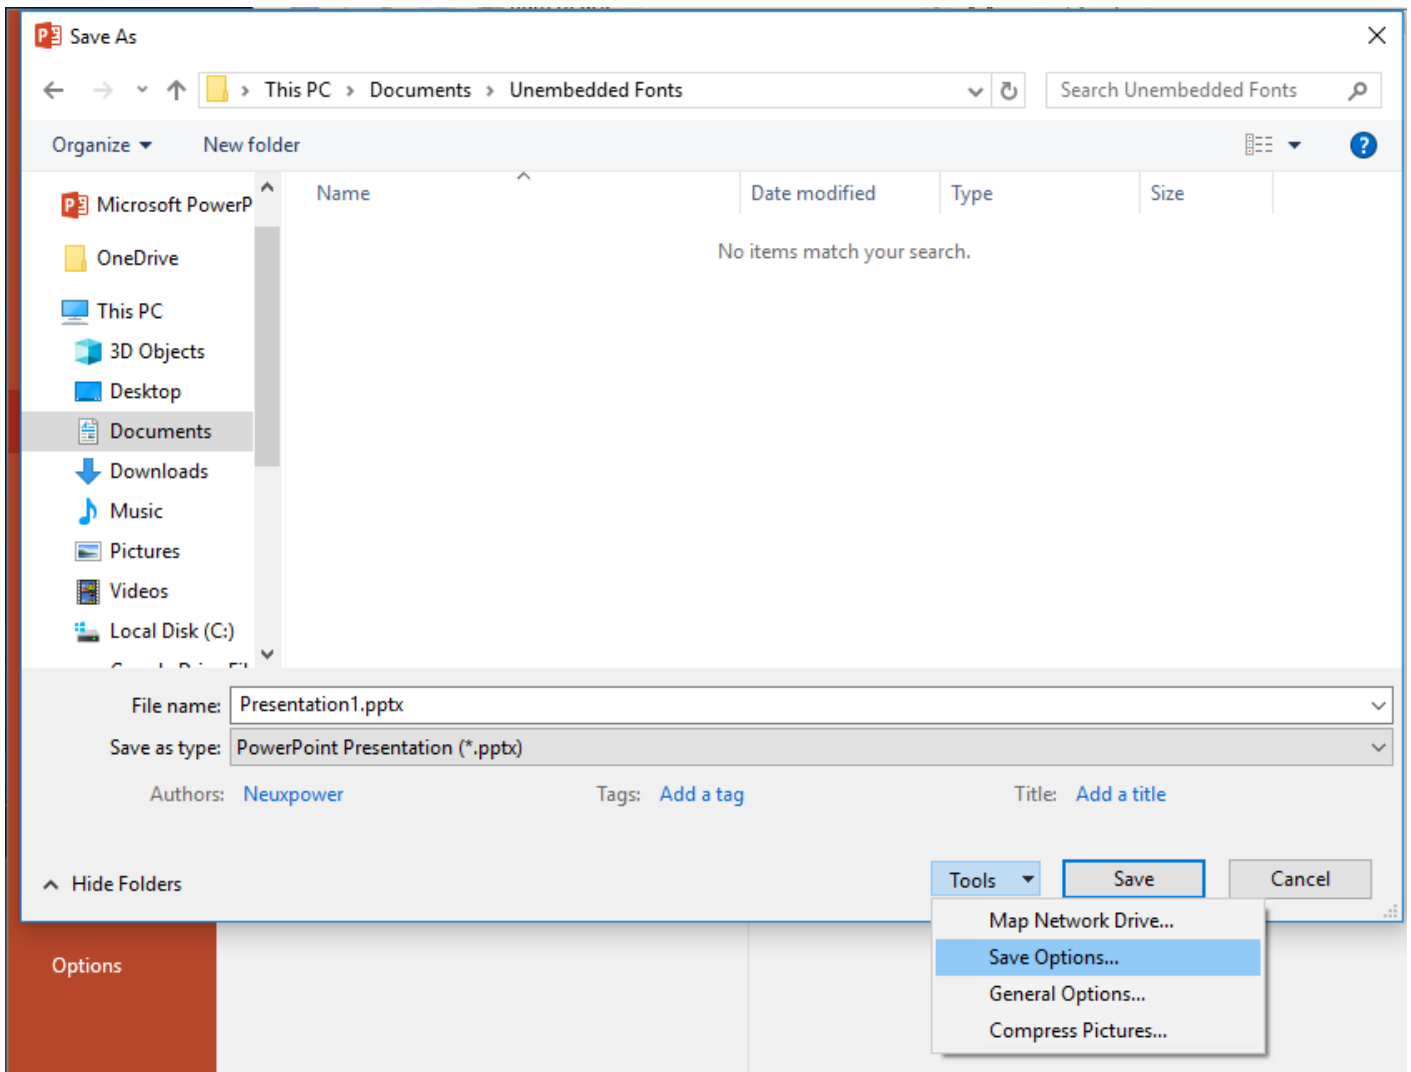 Save As
This PC > Documents > Unembedded Fonts
Search Unembedded Fonts
Organize
New folder
Name
Date modified
Type
Size
No items match your search.
Microsoft PowerP
OneDrive
This PC
3D Objects
Desktop
Documents
Downloads
Music
Pictures
Videos
Local Disk (C:)
File name: Presentation1.pptx
Save as type: PowerPoint Presentation (*.pptx)
Authors: Neuxpower
Tags: Add a tag
Title: Add a title
Hide Folders
Tools
Save
Cancel
Map Network Drive...
Save Options...
General Options...
Compress Pictures...
Options